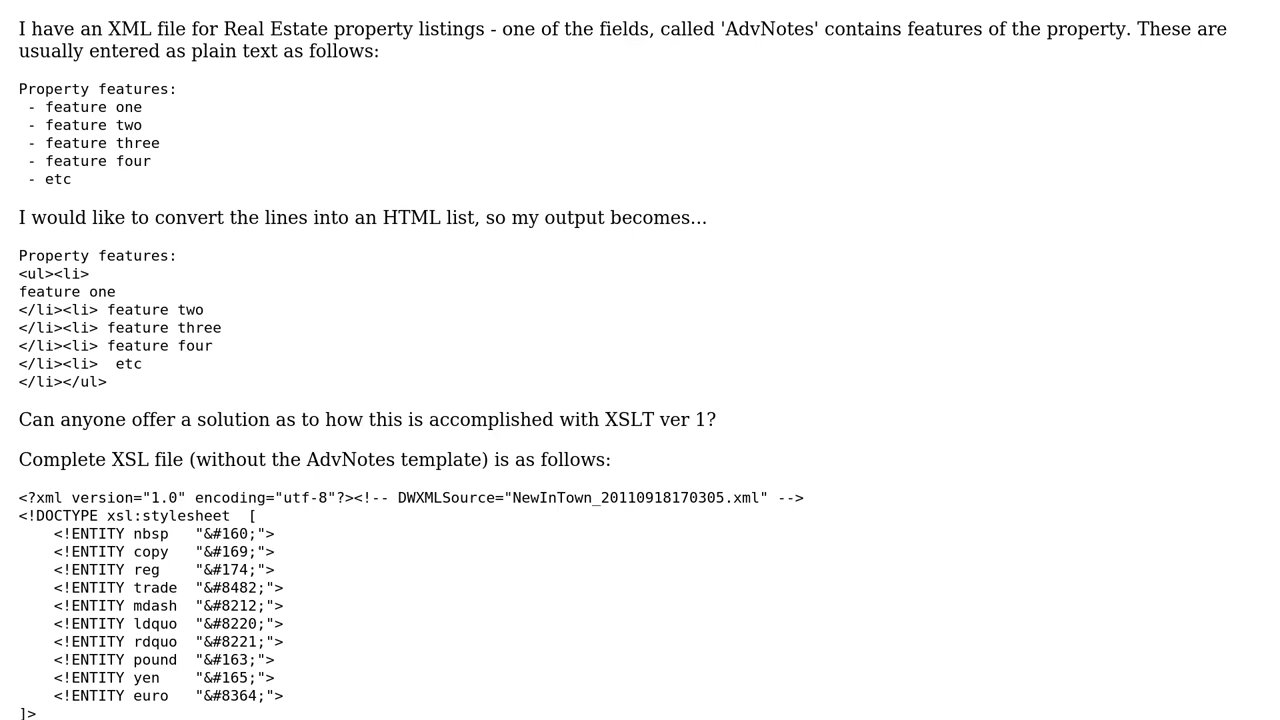 I have an XML file for Real Estate property listings - one of the fields, called 'AdvNotes' contains features of the property. These are
usually entered as plain text as follows:
Property features:
 - feature one
 - feature two
 - feature three
 - feature four
 - etc
I would like to convert the lines into an HTML list, so my output becomes...
Property features:
<ul><li>
feature one
</li><li> feature two
</li><li> feature three
</li><li> feature four
</li><li>  etc
</li></ul>
Can anyone offer a solution as to how this is accomplished with XSLT ver 1?
Complete XSL file (without the AdvNotes template) is as follows:
<?xml version="1.0" encoding="utf-8"?><!-- DWXMLSource="NewInTown_20110918170305.xml" -->
<!DOCTYPE xsl:stylesheet  [
    <!ENTITY nbsp   "&#160;">
    <!ENTITY copy   "&#169;">
    <!ENTITY reg    "&#174;">
    <!ENTITY trade  "&#8482;">
    <!ENTITY mdash  "&#8212;">
    <!ENTITY ldquo  "&#8220;">
    <!ENTITY rdquo  "&#8221;">
    <!ENTITY pound  "&#163;">
    <!ENTITY yen    "&#165;">
    <!ENTITY euro   "&#8364;">
]>